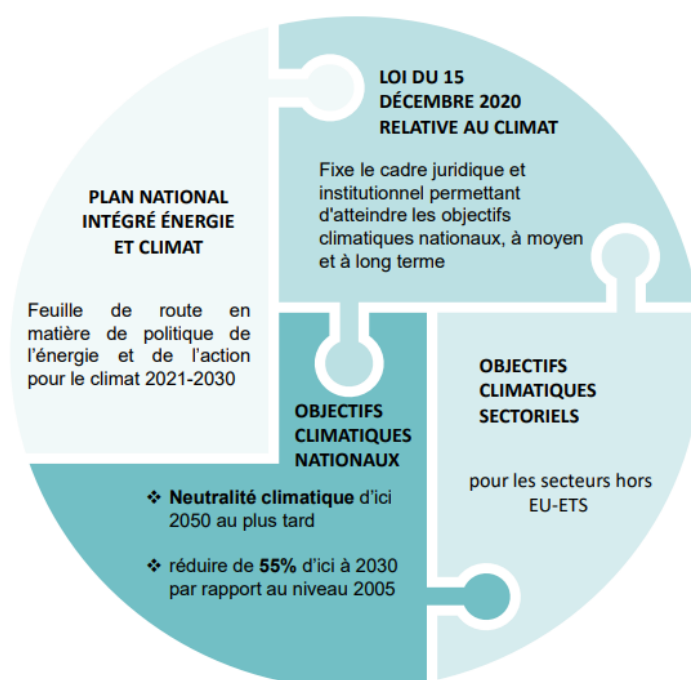 PLAN NATIONAL
INTÉGRÉ ÉNERGIE
ET CLIMAT
Feuille de route en
matière de politique de
l'énergie et de l'action
pour le climat 2021-2030
LOI DU 15
DÉCEMBRE 2020
RELATIVE AU CLIMAT
Fixe le cadre juridique et
institutionnel permettant
d'atteindre les objectifs
climatiques nationaux, à moyen
et à long terme
OBJECTIFS
CLIMATIQUES
NATIONAUX
❖ Neutralité climatique d'ici
2050 au plus tard
❖ réduire de 55% d'ici à 2030
par rapport au niveau 2005
OBJECTIFS
CLIMATIQUES
SECTORIELS
pour les secteurs hors
EU-ETS